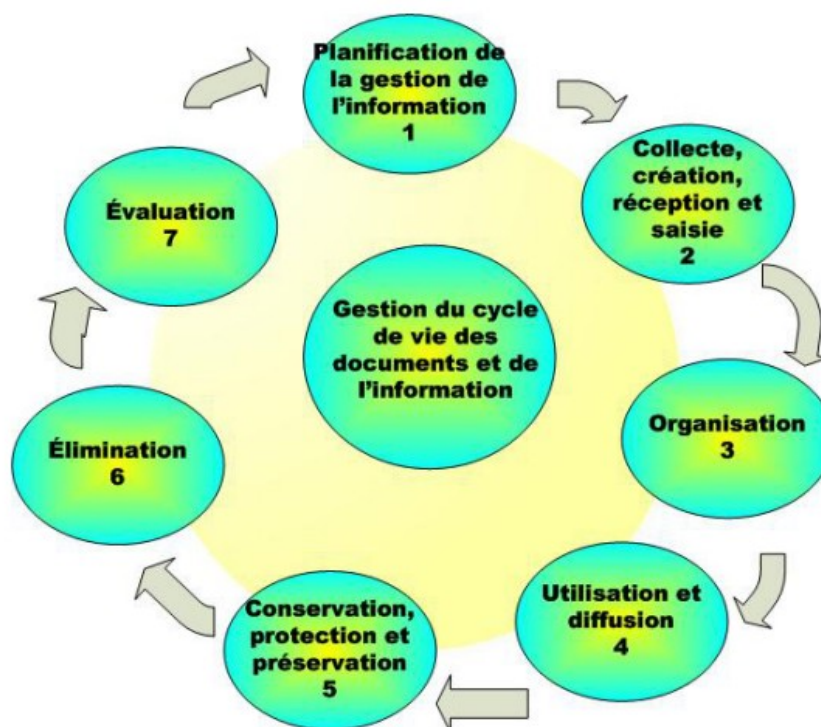 Planification de
la gestion de
l'information
1
Collecte,
création,
réception et
saisie
2
Organisation
3
Utilisation et
diffusion
4
Conservation,
protection et
préservation
5
Élimination
6
Évaluation
7
Gestion du cycle
de vie des
documents et de
l'information